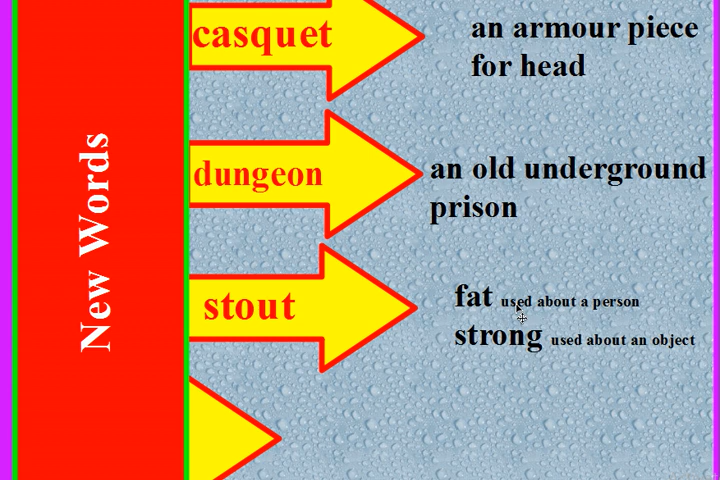 New Words
casquet
an armour piece
for head
dungeon
an old underground
prison
stout
fat used about a person
strong used about an object